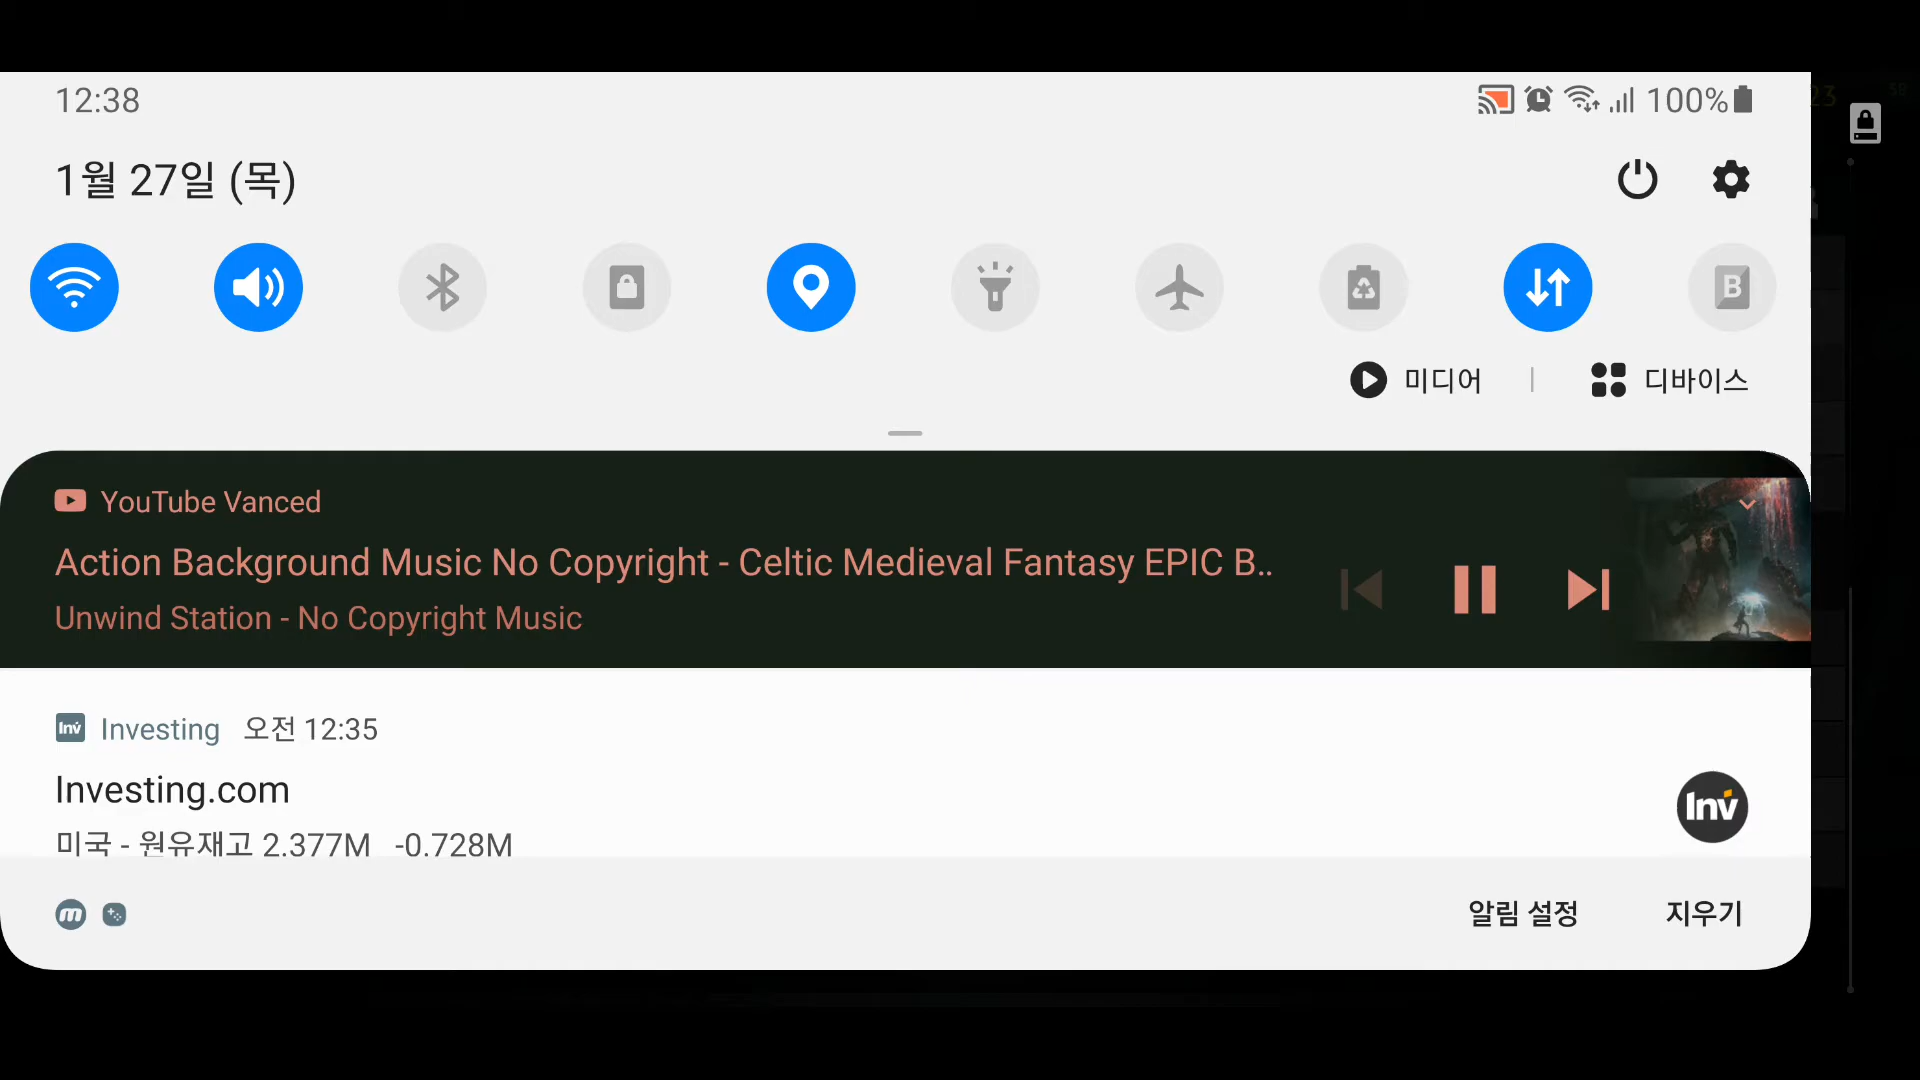 12:38
100%
23
59
1월 27일 (목)
B
미디어 | 디바이스
YouTube Vanced
Action Background Music No Copyright - Celtic Medieval Fantasy EPIC B..
Unwind Station - No Copyright Music
Inv Investing 오전 12:35
Investing.com
Inv
미국 - 원유재고 2.377M -0.728M
m
알림 설정
지우기